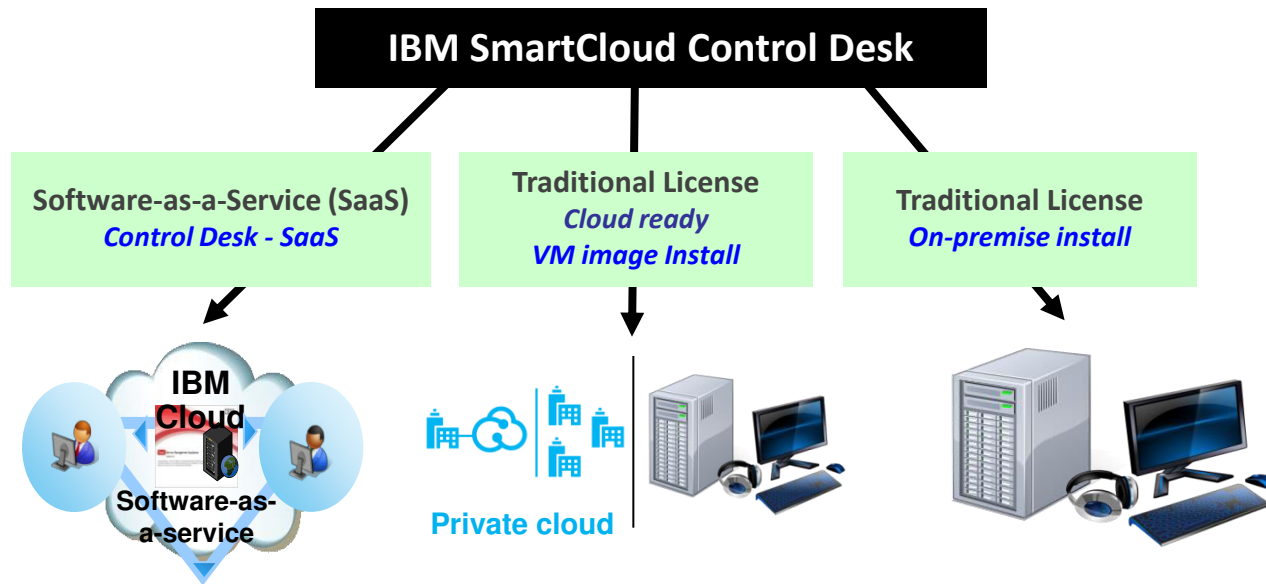 IBM SmartCloud Control Desk
Software-as-a-Service (SaaS)
Control Desk - SaaS
Traditional License
Cloud ready
VM image Install
Traditional License
On-premise install
IBM
Cloud
Software-as-
a-service
Private cloud